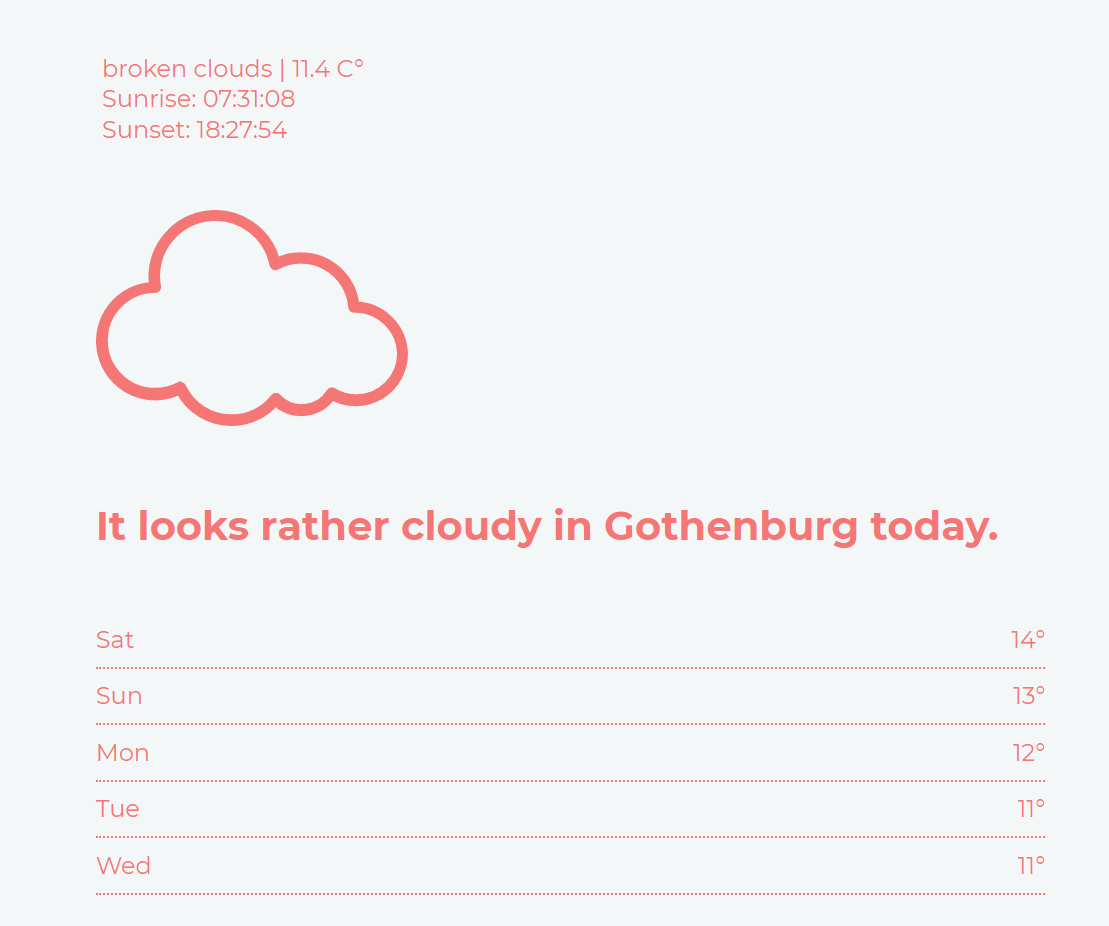 broken clouds | 11.4 C°
Sunrise: 07:31:08
Sunset: 18:27:54
It looks rather cloudy in Gothenburg today.
Sat 14°
Sun 13°
Mon 12°
Tue 11°
Wed 11°